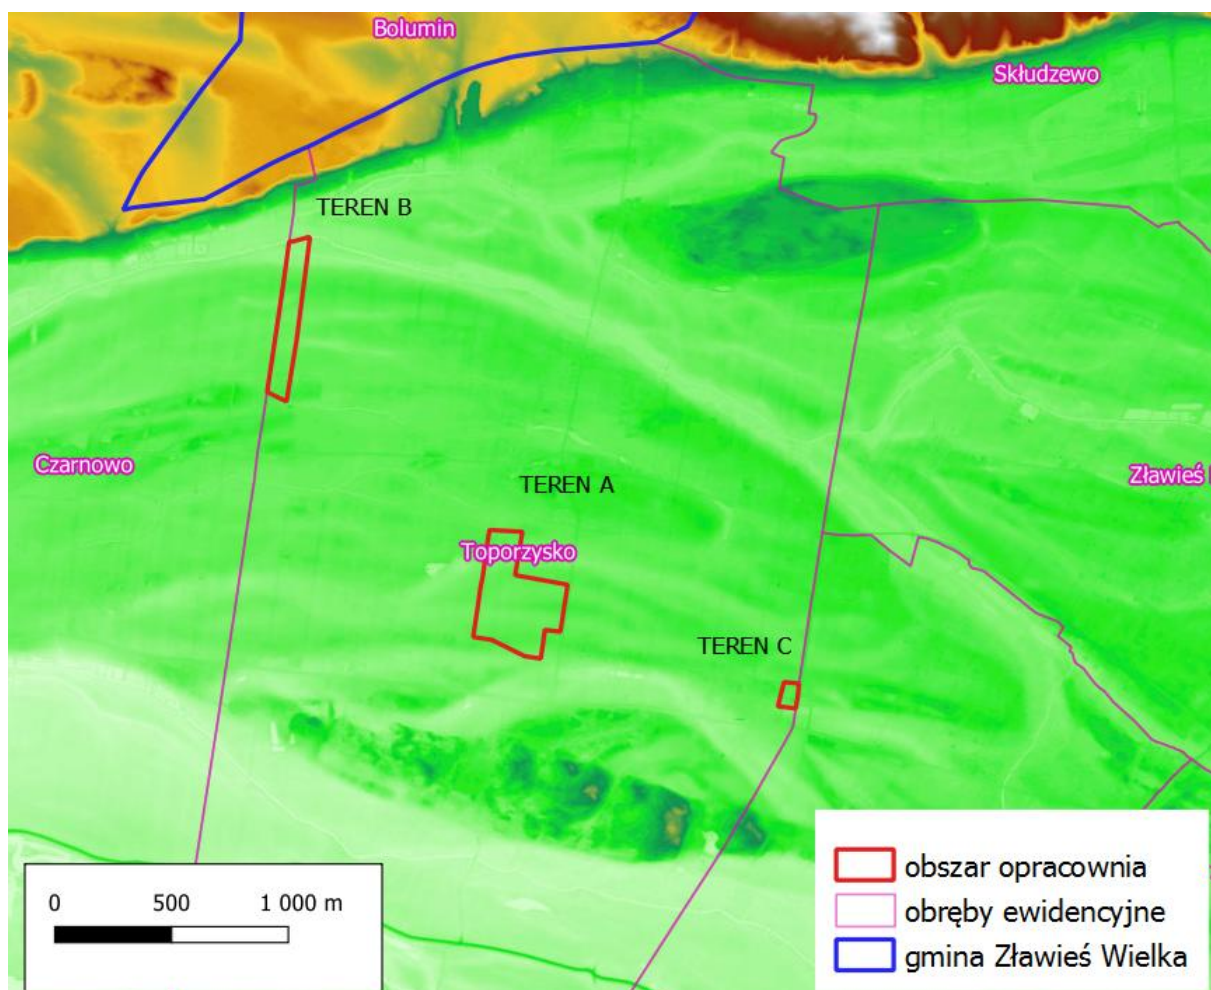 Bolumin
Skłudzewo
TEREN B
Czarnowo
Zławieś
TEREN A
Toporzysko
TEREN C
0 500 1 000 m
obszar opracownia
obręby ewidencyjne
gmina Zławieś Wielka